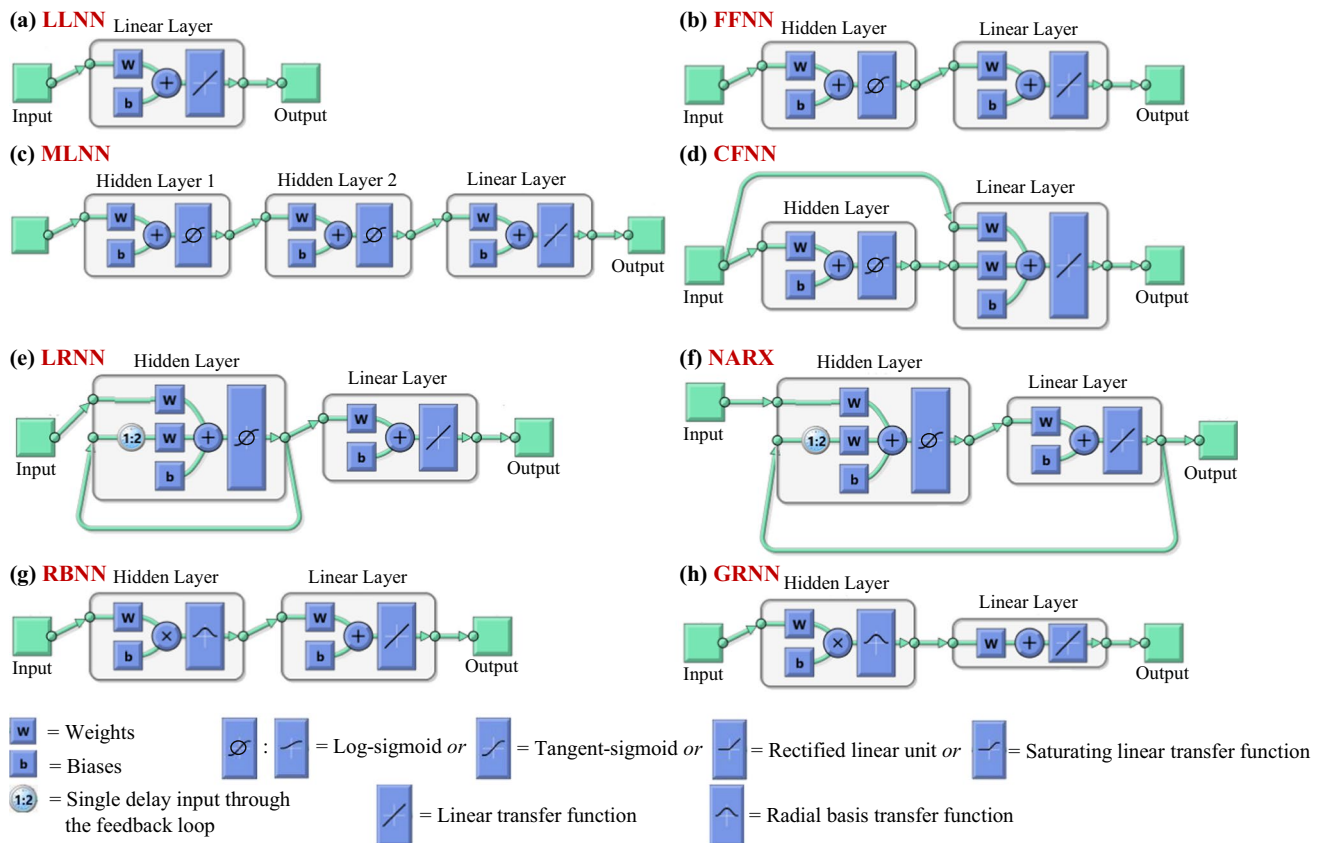 (a) LLNN
Linear Layer
W
b
+
Input
Output
(b) FFNN
Hidden Layer
Linear Layer
W
b
+
Ø
W
b
+
Input
Output
(c) MLNN
Hidden Layer 1
Hidden Layer 2
Linear Layer
W
b
+
Ø
W
b
+
Ø
W
b
+
Output
(d) CFNN
Linear Layer
Hidden Layer
W
b
+
Ø
W
W
b
+
Input
Output
(e) LRNN
Hidden Layer
Linear Layer
W
1:2
W
b
+
Ø
W
b
+
Input
Output
(f) NARX
Hidden Layer
Linear Layer
W
1:2
W
b
+
Ø
W
b
+
Input
Output
(g) RBNN
Hidden Layer
Linear Layer
W
b
×
W
b
+
Input
Output
(h) GRNN
Hidden Layer
Linear Layer
W
b
×
W
+
Input
Output
W = Weights
b = Biases
1:2 = Single delay input through
the feedback loop
Ø : = Log-sigmoid or = Tangent-sigmoid or = Rectified linear unit or = Saturating linear transfer function
= Linear transfer function
= Radial basis transfer function